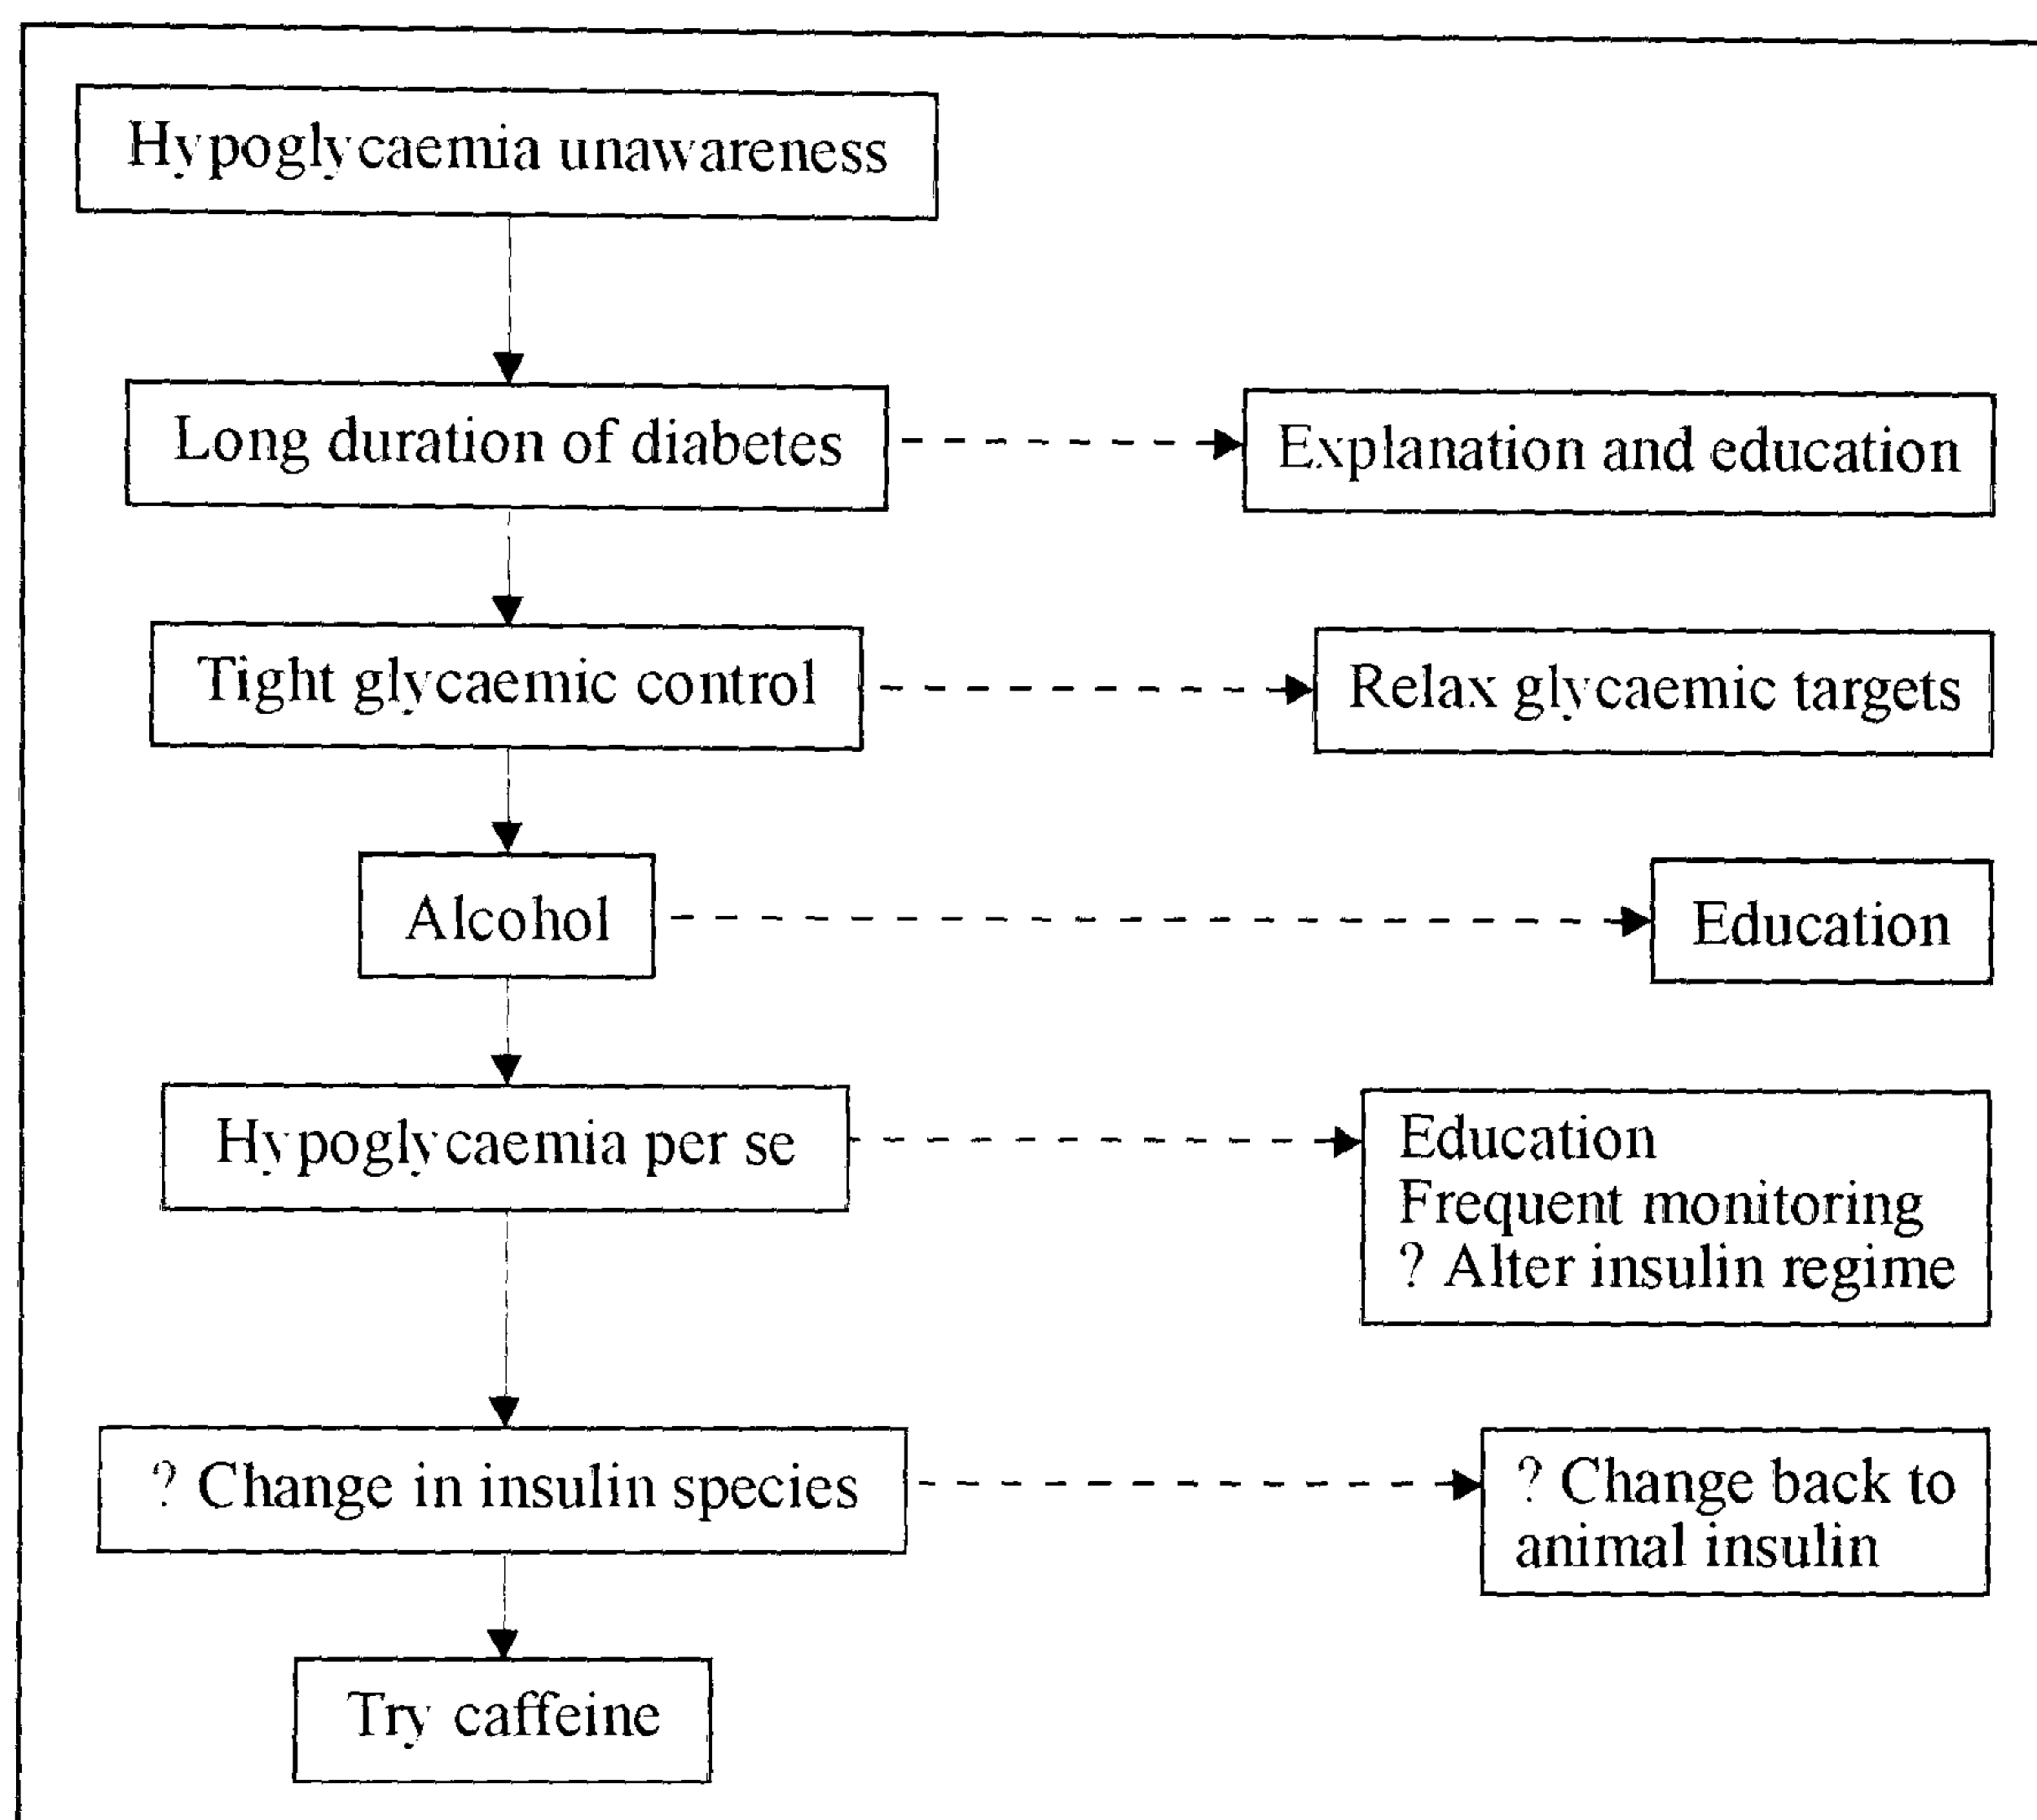 Hypoglycaemia unawareness
Long duration of diabetes
Explanation and education
Tight glycaemic control
Relax glycaemic targets
Alcohol
Education
Hypoglycaemia per se
Education
Frequent monitoring
? Alter insulin regime
? Change in insulin species
? Change back to
animal insulin
Try caffeine